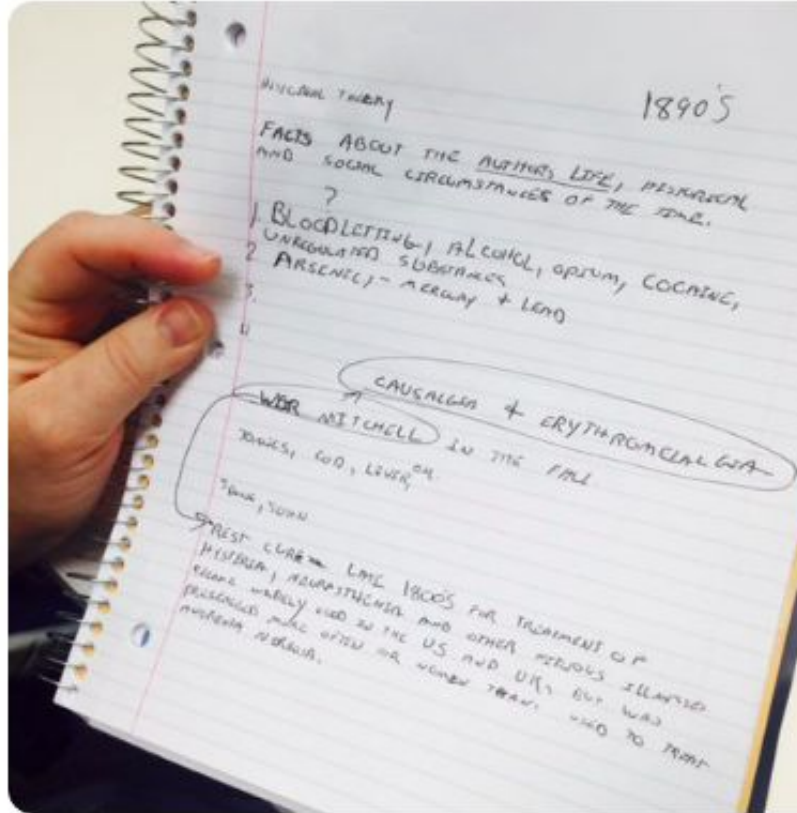 1890'S
HISTORICAL THEORY
FACTS ABOUT THE AUTHORS LIFE, HISTORICAL
AND SOCIAL CIRCUMSTANCES OF THE TIME.
?
1. BLOODLETTING, ALCOHOL, OPIUM, COCAINE,
UNREGULATED SUBSTANCES
2 ARSENIC, - MERCURY + LEAD
3.
4
CAUSALGIA + ERYTHROMELALGIA
WEIR MITCHELL IN THE FALL
TONICS, COD, LIVER, OIL
REST CURE LATE 1800'S FOR TREATMENT OF
HYSTERIA, NEURASTHENIA AND OTHER NERVOUS ILLNESSES
BECAME WIDELY USED IN THE US AND UK, BUT WAS
PRESCRIBED MORE OFTEN FOR WOMEN THAN. USED TO TREAT
ANOREXIA NERVOSA.